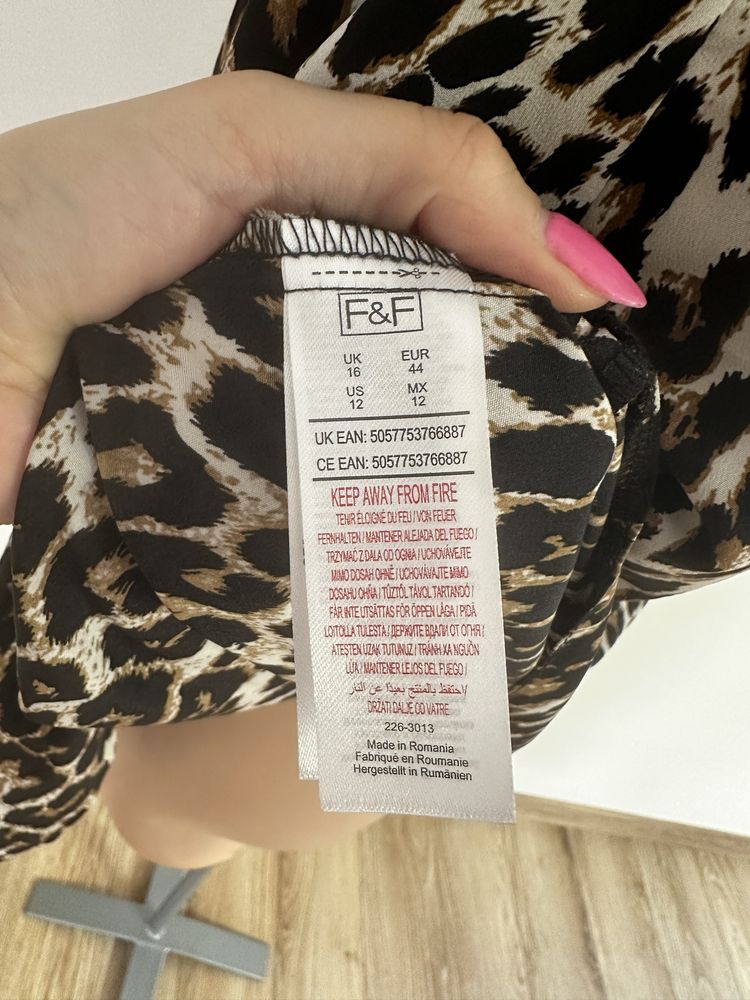 F&F
UK EUR
16 44
US MX
12 12
UK EAN: 5057753766887
CE EAN: 5057753766887
KEEP AWAY FROM FIRE
TENIR ÉLOIGNÉ DU FEU / VON FEUER
FERNHALTEN / MANTENER ALEJADA DEL FUEGO /
TRZYMAĆ Z DALA OD OGNIA / UCHOVÁVEJTE
MIMO DOSAH OHNĚ / UCHOVÁVAJTE MIMO
DOSAHU OHŇA / TŰZTŐL TÁVOL TARTANDÓ /
FÅR INTE UTSÄTTAS FÖR ÖPPEN LÅGA / PIDÄ
LOITOLLA TULESTA / ДЕРЖИТЕ ВДАЛИ ОТ ОГНЯ /
ATEŞTEN UZAK TUTUNUZ / TRÁNH XA NGUỒN
LỬA / MANTENER LEJOS DEL FUEGO /
احتفظ بالمنتج بعيدًا عن النار/
DRŽATI DALJE OD VATRE
226-3013
Made in Romania
Fabriqué en Roumanie
Hergestellt in Rumänien